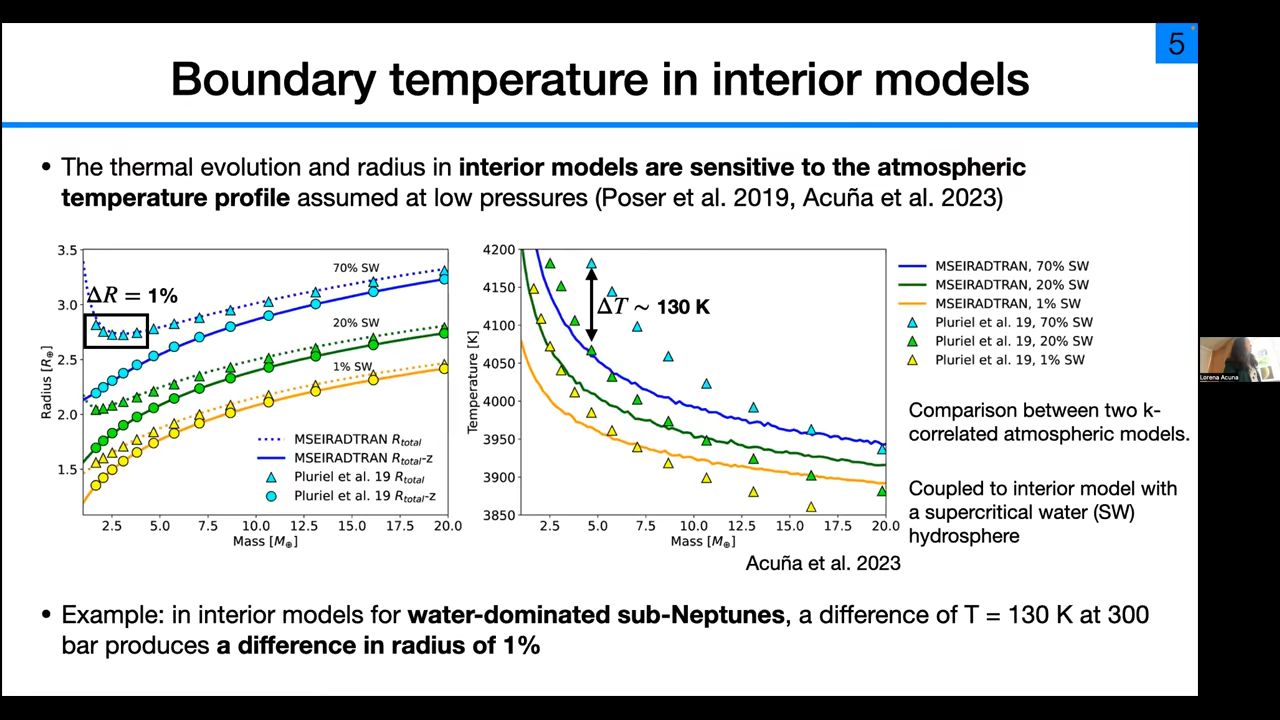 5
Boundary temperature in interior models
• The thermal evolution and radius in interior models are sensitive to the atmospheric
temperature profile assumed at low pressures (Poser et al. 2019, Acuña et al. 2023)
3.5
3.0
2.5
2.0
1.5
Radius [R⊕]
ΔR = 1%
70% SW
20% SW
1% SW
MSEIRADTRAN Rtotal
MSEIRADTRAN Rtotal-z
Pluriel et al. 19 Rtotal
Pluriel et al. 19 Rtotal-z
2.5 5.0 7.5 10.0 12.5 15.0 17.5 20.0
Mass [M⊕]
4200
4150
4100
4050
4000
3950
3900
3850
Temperature [K]
ΔT ~ 130 K
2.5 5.0 7.5 10.0 12.5 15.0 17.5 20.0
Mass [M⊕]
MSEIRADTRAN, 70% SW
MSEIRADTRAN, 20% SW
MSEIRADTRAN, 1% SW
Pluriel et al. 19, 70% SW
Pluriel et al. 19, 20% SW
Pluriel et al. 19, 1% SW
Comparison between two k-
correlated atmospheric models.
Coupled to interior model with
a supercritical water (SW)
hydrosphere
Acuña et al. 2023
• Example: in interior models for water-dominated sub-Neptunes, a difference of T = 130 K at 300
bar produces a difference in radius of 1%
Lorena Acuna